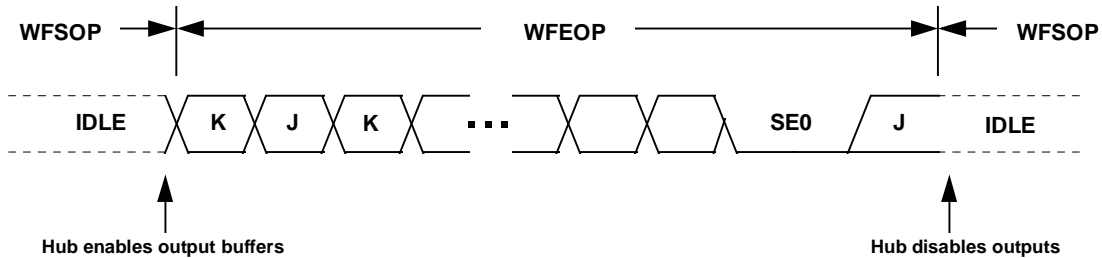 WFSOP WFEOP WFSOP
IDLE K J K ... SE0 J IDLE
Hub enables output buffers Hub disables outputs